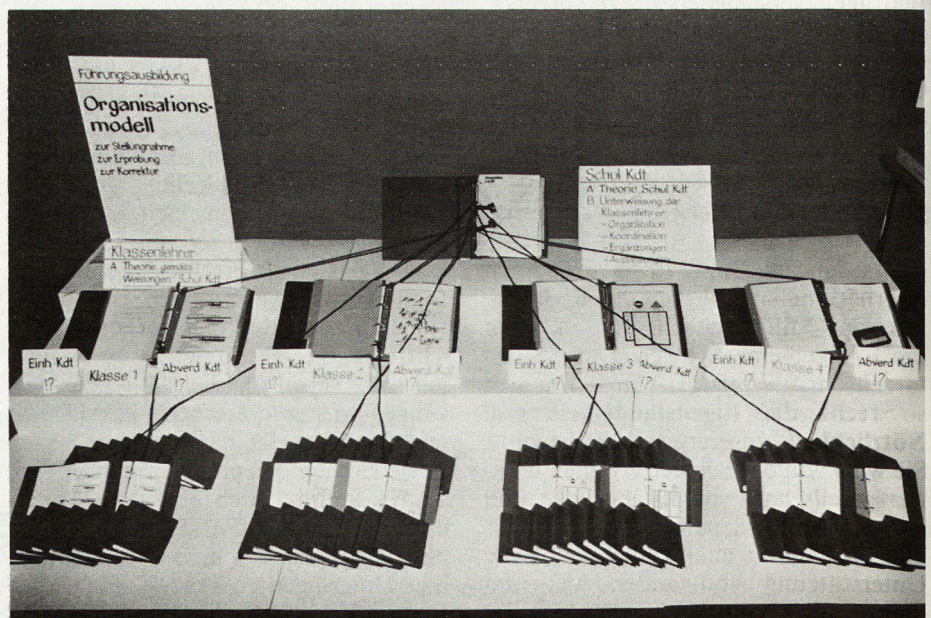 Führungsausbildung
Organisations-
modell
zur Stellungnahme
zur Erprobung
zur Korrektur
Schul Kdt
A Theorie Schul Kdt
B Unterweisung der
Klassenlehrer
- Organisation
- Koordination
- Ergänzungen
Klassenlehrer
A Theorie gemäss
Weisungen Schul Kdt
Einh Kdt
!?
Klasse 1
Abverd Kdt
!?
Einh Kdt
!?
Klasse 2
Abverd Kdt
!?
Einh Kdt
!?
Klasse 3
Abverd Kdt
!?
Einh Kdt
!?
Klasse 4
Abverd Kdt
!?